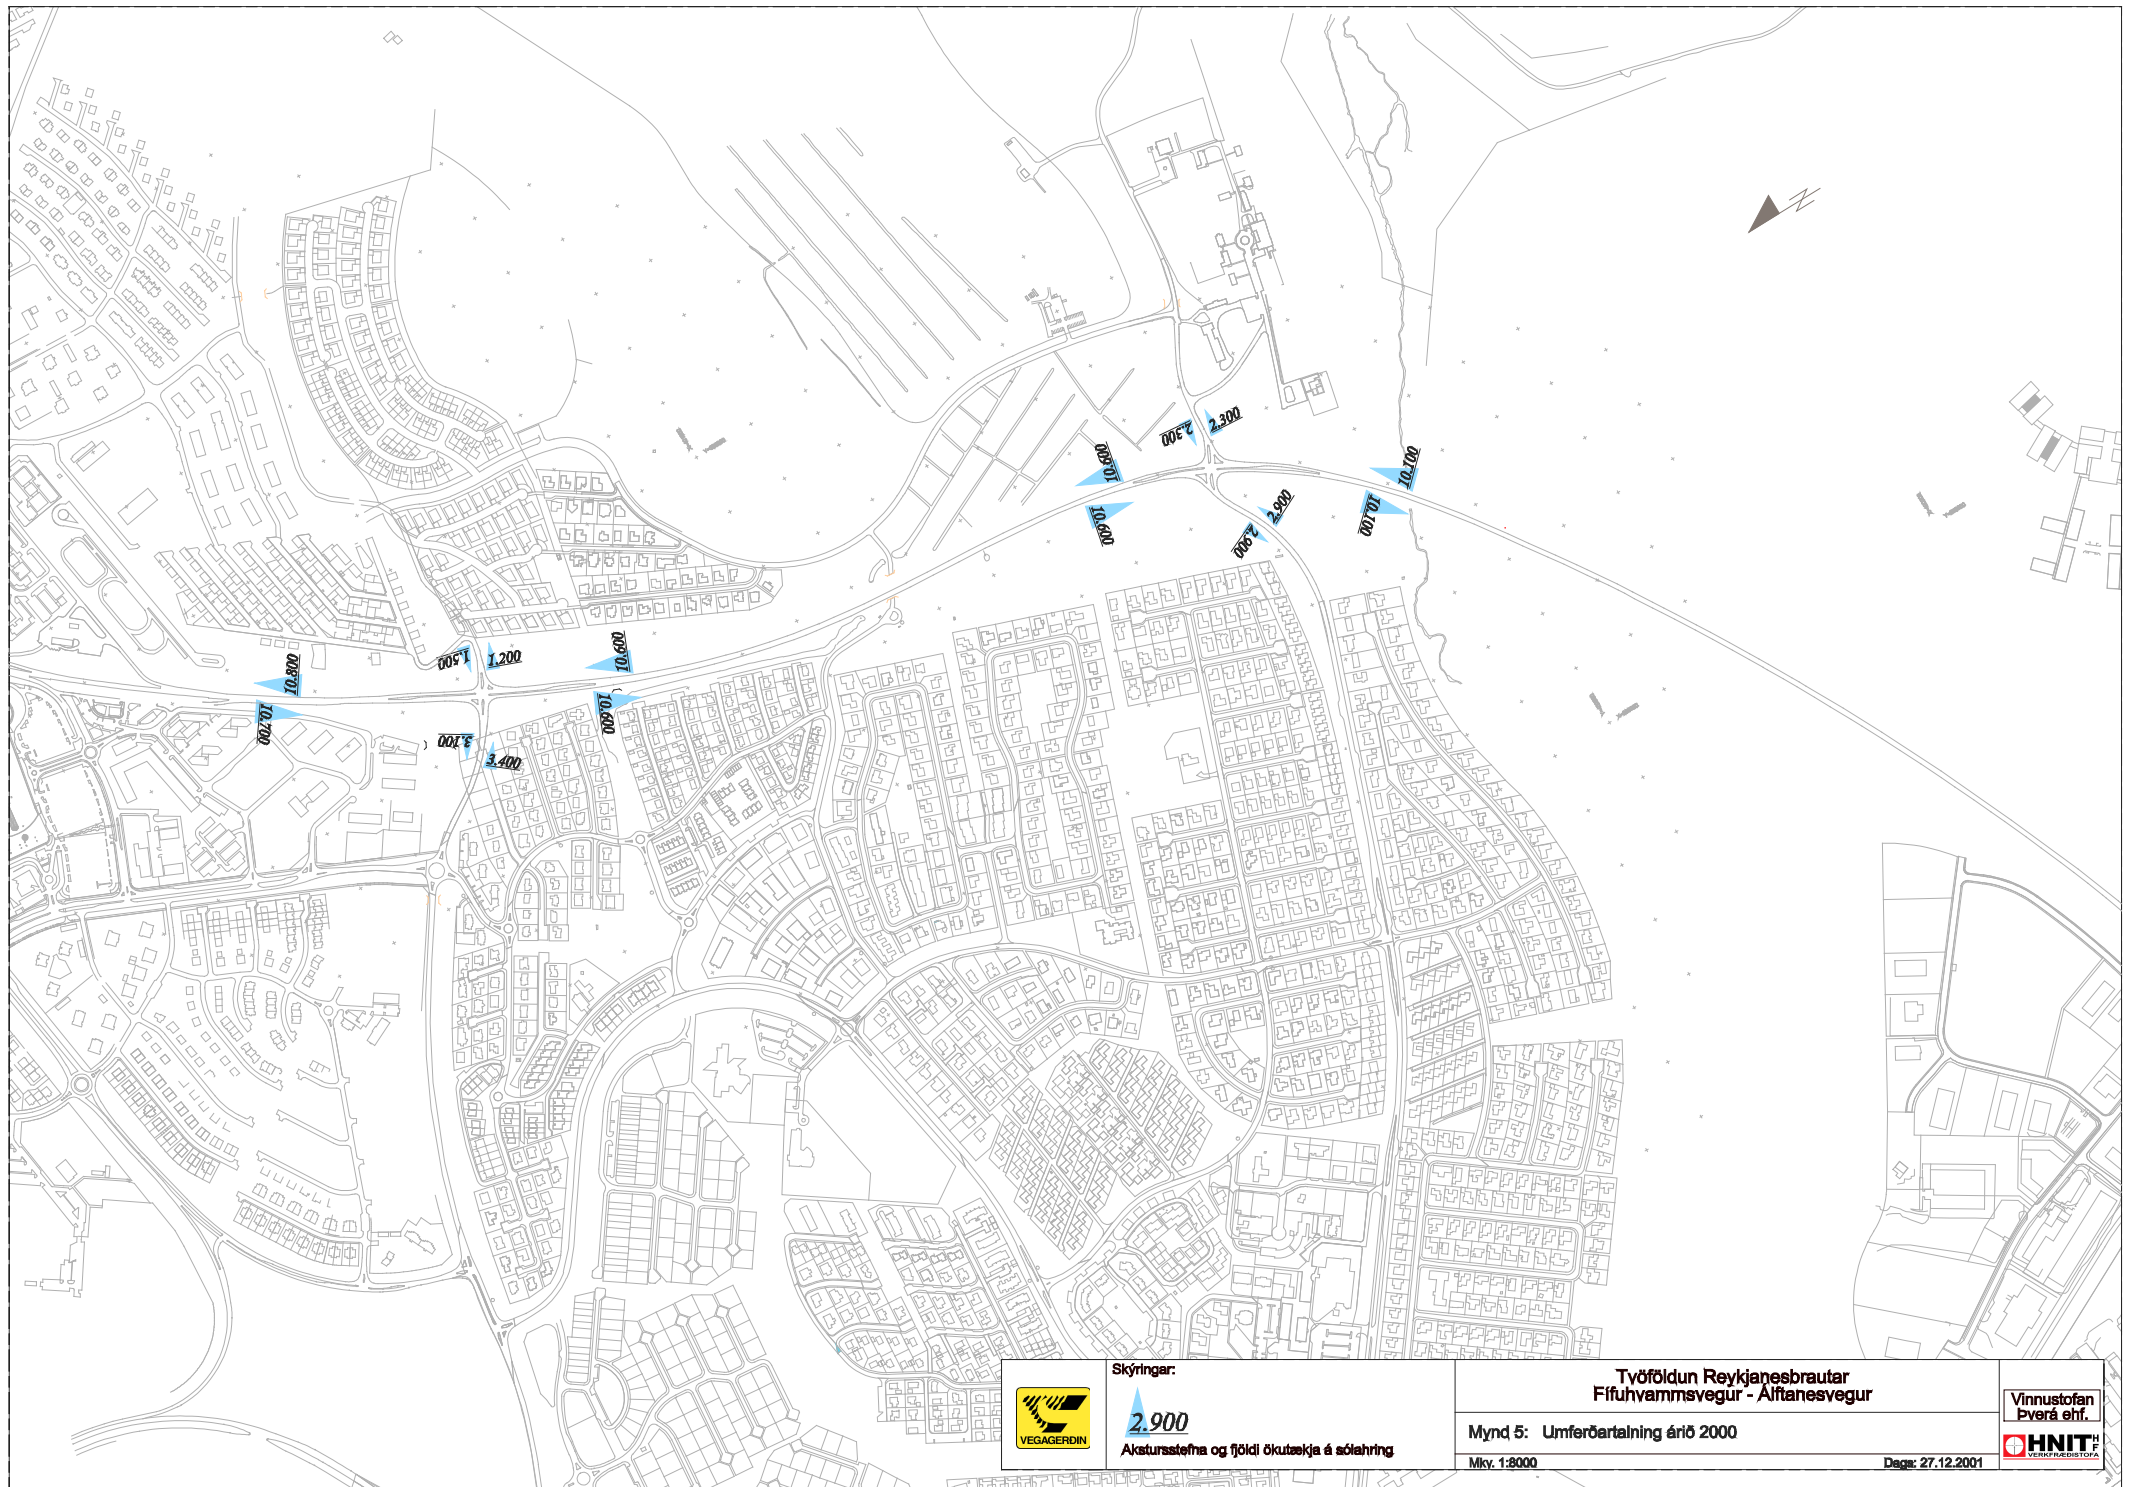 N
2.300
2.300
10.600
10.100
10.600
10.100
2.900
2.900
1.500
1.200
10.600
10.800
10.600
10.700
3.100
3.400
Skýringar:
2.900
Akstursstefna og fjöldi ökutækja á sólahring
VEGAGERDIN
Tvöföldun Reykjanesbrautar
Fífuhvammsvegur - Álftanesvegur
Mynd 5: Umferðartalning árið 2000
Mkv. 1:8000
Dags: 27.12.2001
Vinnustofan
Þverá ehf.
HNIT HF
VERKFRÆÐISTOFA